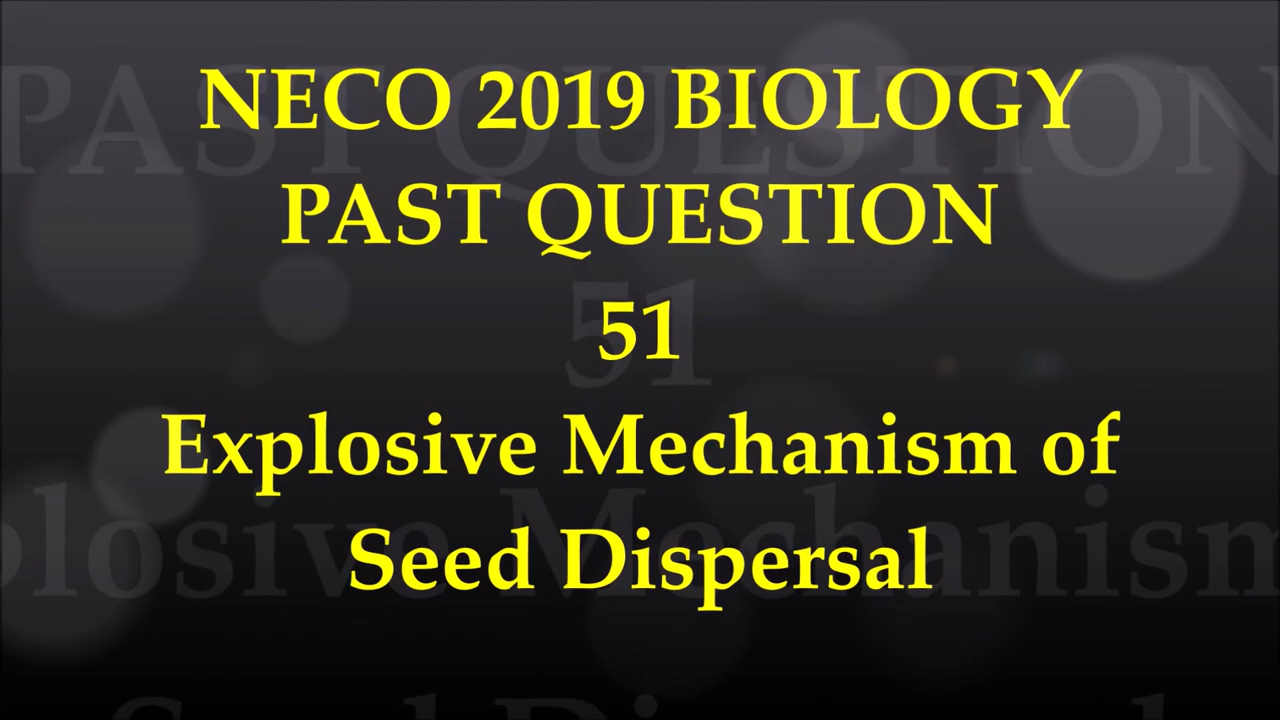 NECO 2019 BIOLOGY
PAST QUESTION
51
Explosive Mechanism of
Seed Dispersal